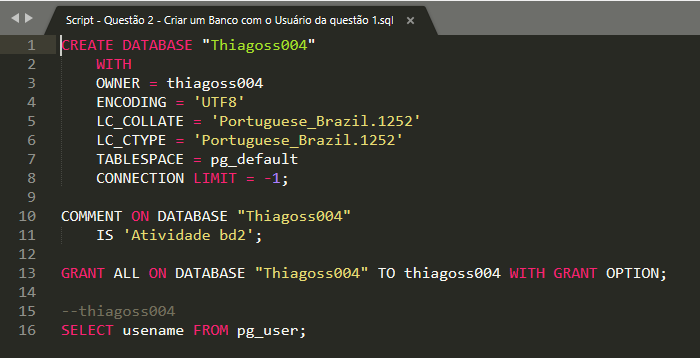 Script - Questão 2 - Criar um Banco com o Usuário da questão 1.sql ×
1 CREATE DATABASE "Thiagoss004"
2 WITH
3 OWNER = thiagoss004
4 ENCODING = 'UTF8'
5 LC_COLLATE = 'Portuguese_Brazil.1252'
6 LC_CTYPE = 'Portuguese_Brazil.1252'
7 TABLESPACE = pg_default
8 CONNECTION LIMIT = -1;
9
10 COMMENT ON DATABASE "Thiagoss004"
11 IS 'Atividade bd2';
12
13 GRANT ALL ON DATABASE "Thiagoss004" TO thiagoss004 WITH GRANT OPTION;
14
15 --thiagoss004
16 SELECT usename FROM pg_user;